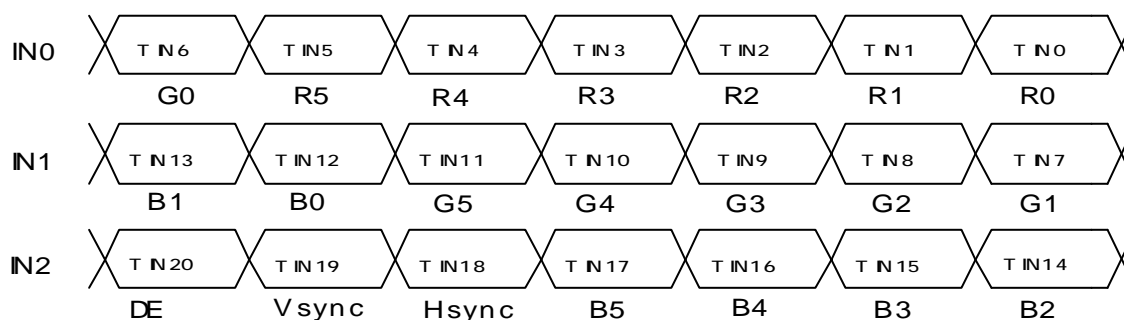 IN0 TIN6 TIN5 TIN4 TIN3 TIN2 TIN1 TIN0
G0 R5 R4 R3 R2 R1 R0
IN1 TIN13 TIN12 TIN11 TIN10 TIN9 TIN8 TIN7
B1 B0 G5 G4 G3 G2 G1
IN2 TIN20 TIN19 TIN18 TIN17 TIN16 TIN15 TIN14
DE Vsync Hsync B5 B4 B3 B2